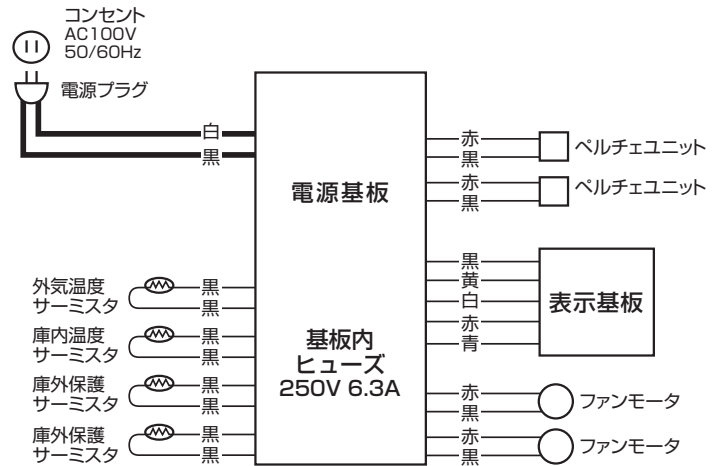 コンセント
AC100V
50/60Hz
電源プラグ
白
黒
電源基板
基板内
ヒューズ
250V 6.3A
外気温度
サーミスタ
黒
黒
庫内温度
サーミスタ
黒
黒
庫外保護
サーミスタ
黒
黒
庫外保護
サーミスタ
黒
黒
赤
黒
ペルチェユニット
赤
黒
ペルチェユニット
黒
黄
白
赤
青
表示基板
赤
黒
ファンモータ
赤
黒
ファンモータ